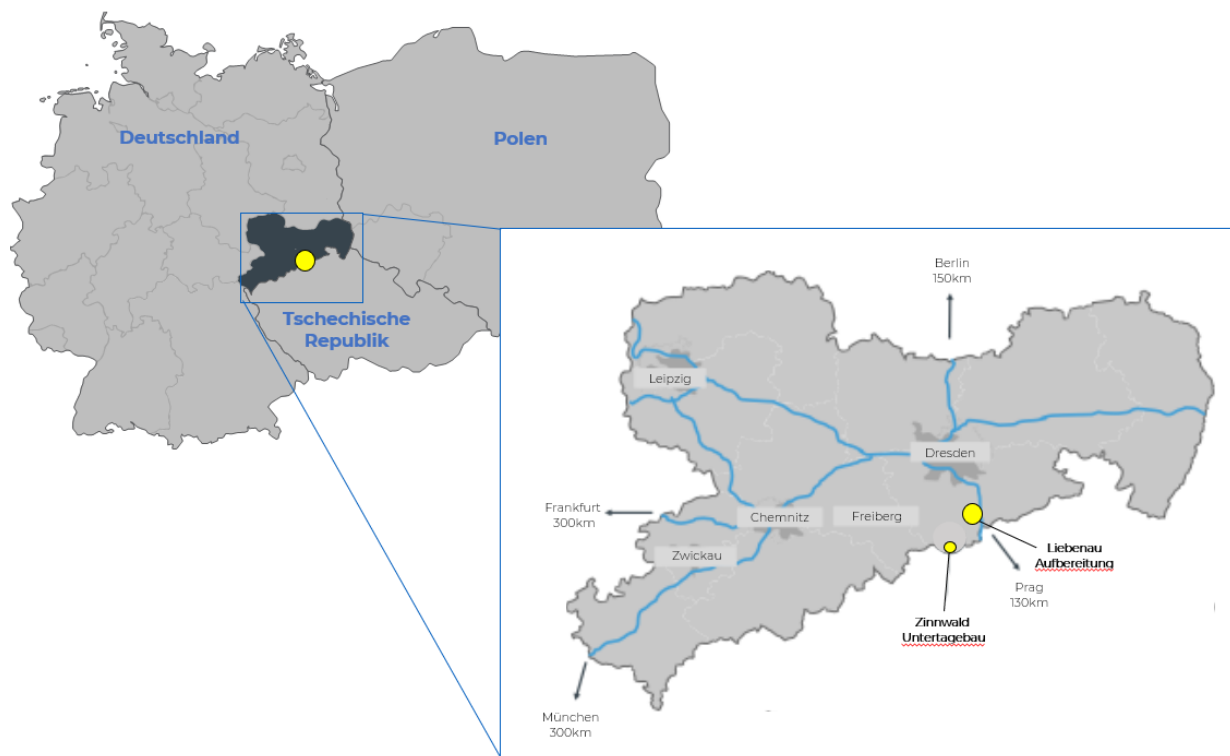 Deutschland
Polen
Tschechische
Republik
Berlin
150km
Leipzig
Dresden
Frankfurt
300km
Chemnitz
Freiberg
Zwickau
Liebenau
Aufbereitung
Prag
130km
Zinnwald
Untertagebau
München
300km